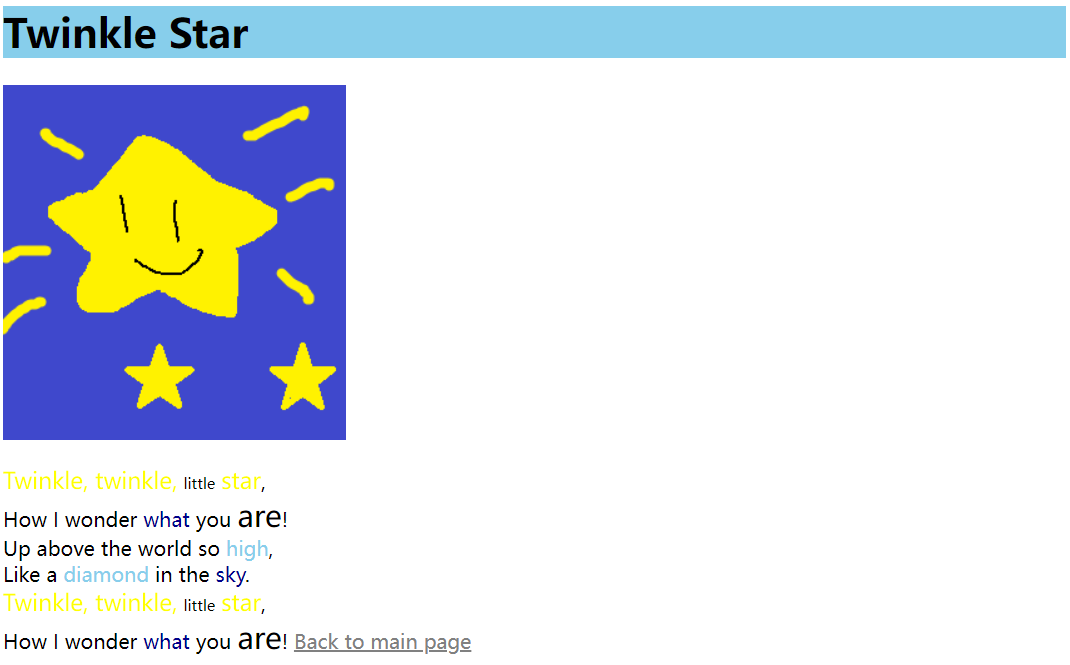 Twinkle Star
Twinkle, twinkle, little star,
How I wonder what you are!
Up above the world so high,
Like a diamond in the sky.
Twinkle, twinkle, little star,
How I wonder what you are! Back to main page